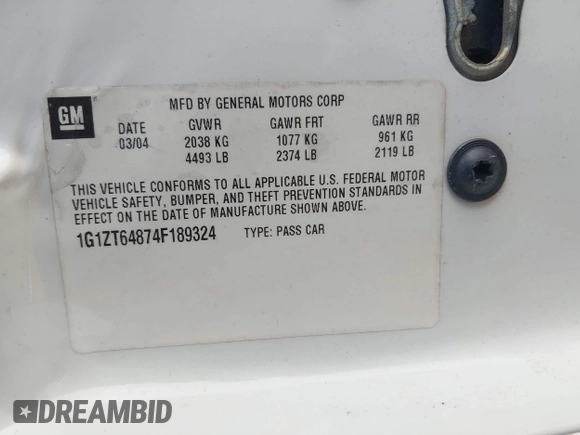 MFD BY GENERAL MOTORS CORP
GM
DATE GVWR GAWR FRT GAWR RR
03/04 2038 KG 1077 KG 961 KG
4493 LB 2374 LB 2119 LB
THIS VEHICLE CONFORMS TO ALL APPLICABLE U.S. FEDERAL MOTOR
VEHICLE SAFETY, BUMPER, AND THEFT PREVENTION STANDARDS IN
EFFECT ON THE DATE OF MANUFACTURE SHOWN ABOVE.
1G1ZT64874F189324 TYPE: PASS CAR
DREAMBID